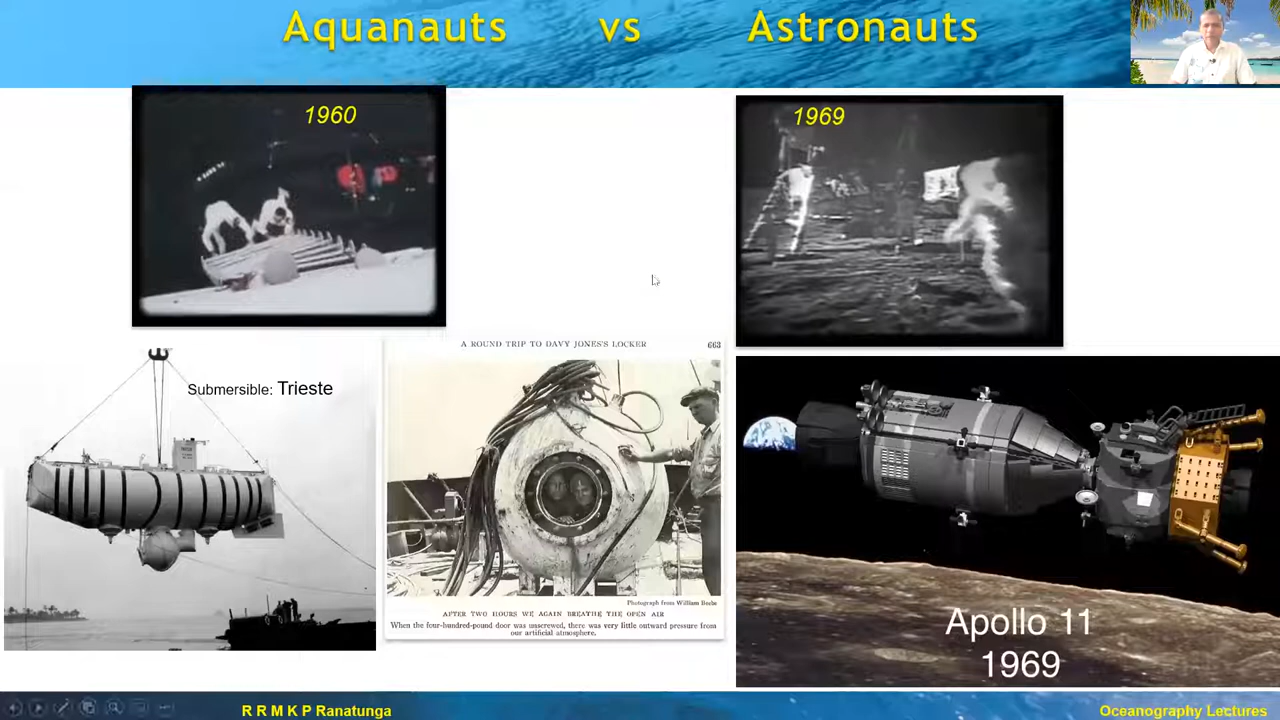 Aquanauts vs Astronauts
1960
1969
Submersible: Trieste
A ROUND TRIP TO DAVY JONES'S LOCKER 663
Photograph from William Beebe
AFTER TWO HOURS WE AGAIN BREATHE THE OPEN AIR
When the four-hundred-pound door was unscrewed, there was very little outward pressure from
our artificial atmosphere.
Apollo 11
1969
R R M K P Ranatunga
Oceanography Lectures